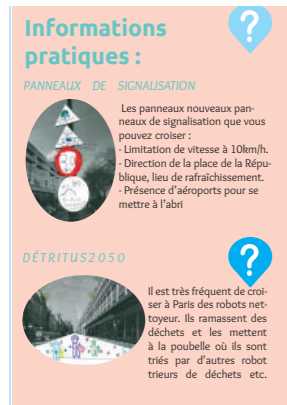 Informations
pratiques :
PANNEAUX DE SIGNALISATION
Les panneaux nouveaux pan-
neaux de signalisation que vous
pouvez croiser :
- Limitation de vitesse à 10km/h.
- Direction de la place de la Répu-
blique, lieu de rafraîchissement.
- Présence d'aéroports pour se
mettre à l'abri
DÉTRITUS2050
Il est très fréquent de croi-
ser à Paris des robots net-
toyeur. Ils ramassent des
déchets et les mettent
à la poubelle où ils sont
triés par d'autres robot
trieurs de déchets etc.